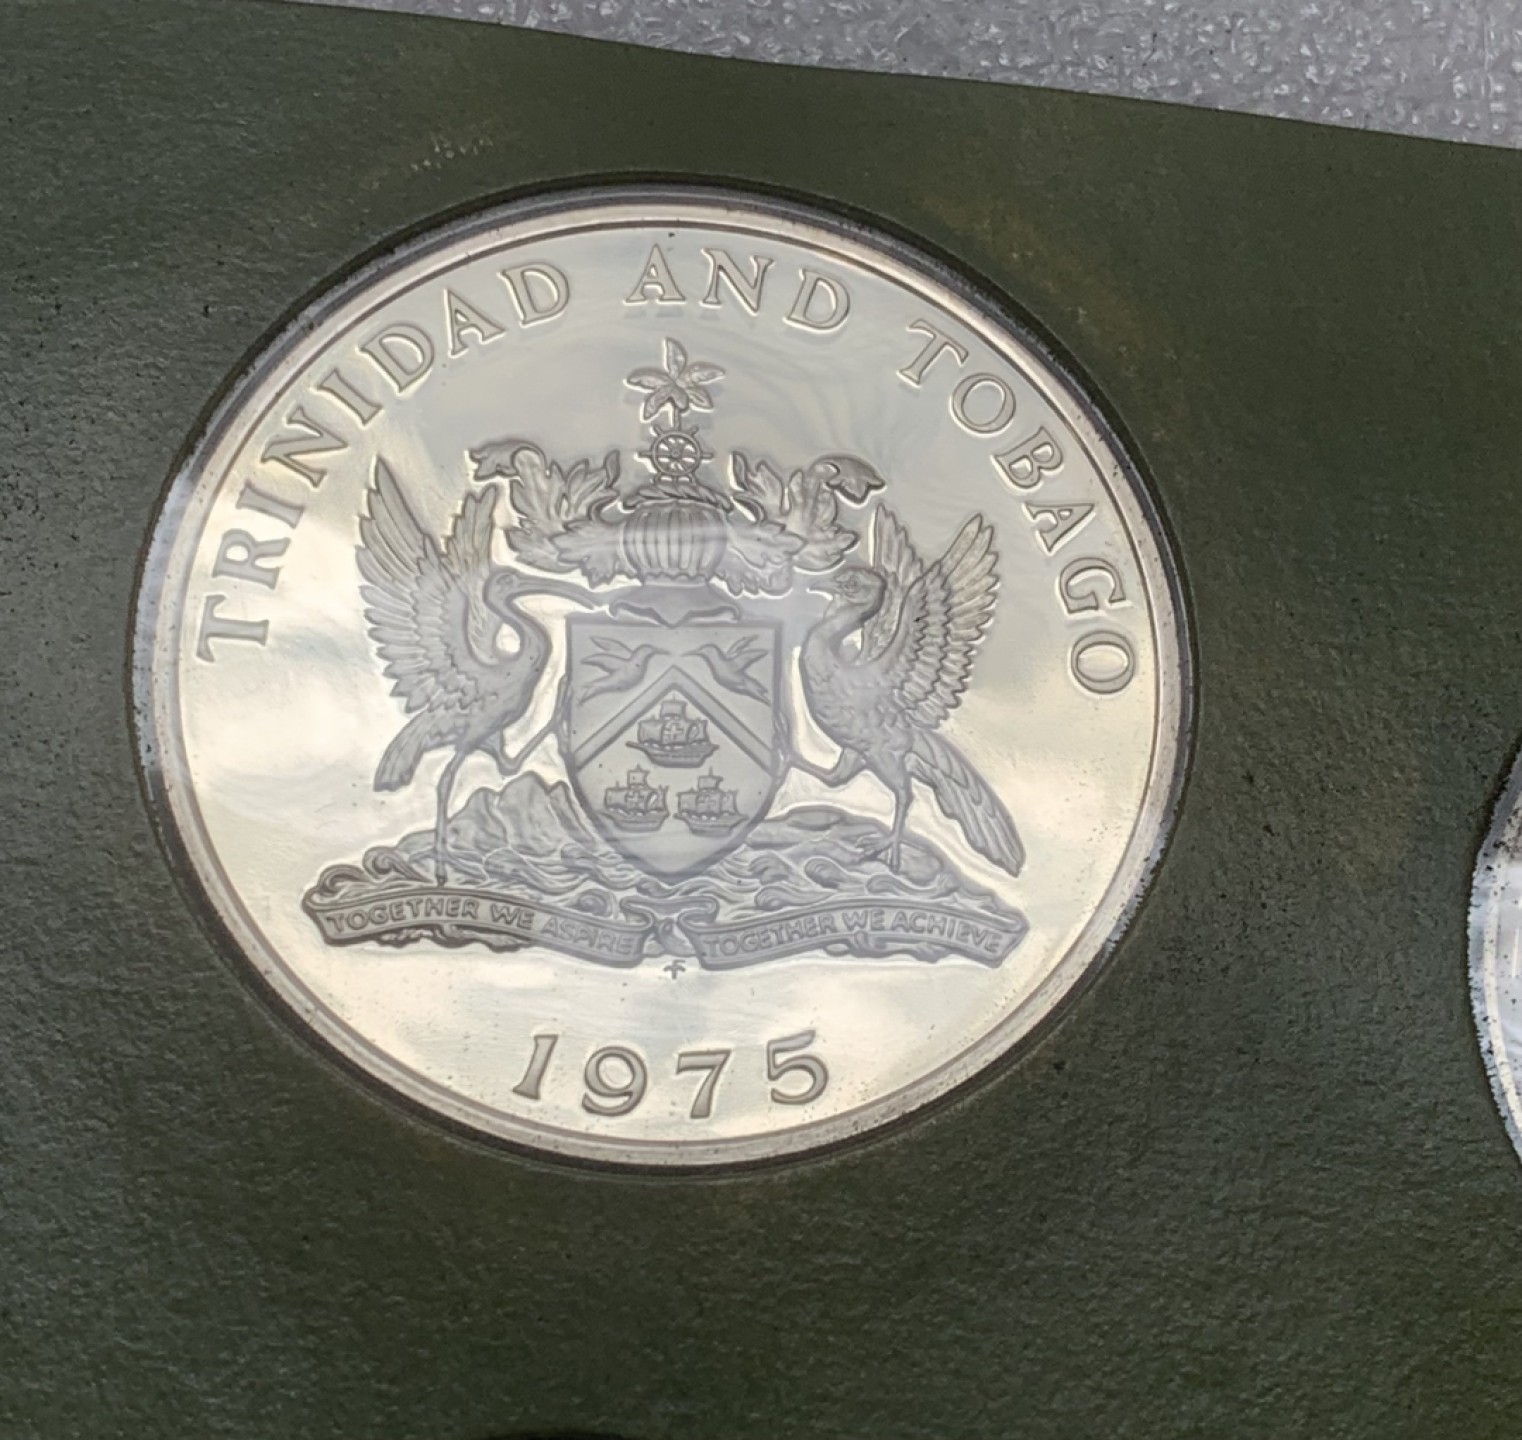 TRINIDAD AND TOBAGO
TOGETHER WE ASPIRE TOGETHER WE ACHIEVE
1975